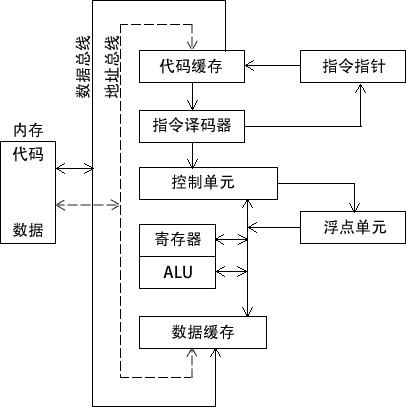 数据总线
地址总线
代码缓存
指令指针
指令译码器
内存
代码
数据
控制单元
寄存器
ALU
浮点单元
数据缓存